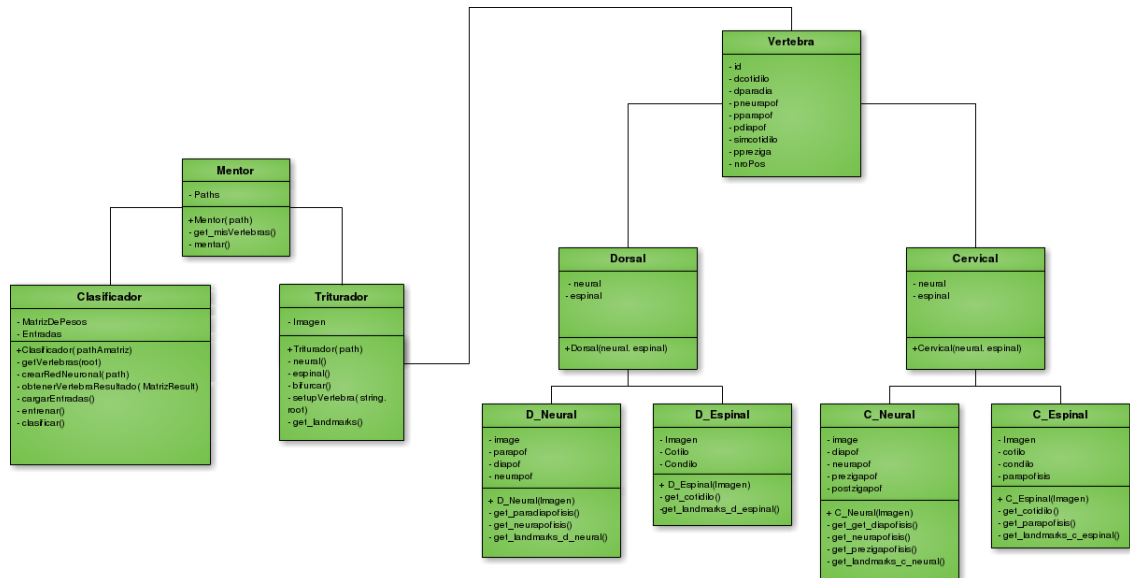 Vertebra
- id
- dcotidilo
- dparadia
- pneurapof
- pparapof
- pdiapof
- simcotidilo
- ppreziga
- nroPos
Mentor
- Paths
+Mentor( path)
- get_misVertebras()
- mentar()
Clasificador
- MatrizDePesos
- Entradas
+Clasificador( pathAmatriz)
- getVertebras(root)
- crearRedNeuronal( path)
- obtenerVertebraResultado( MatrizResult)
- cargarEntradas()
- entrenar()
- clasificar()
Triturador
- Imagen
+Triturador( path)
- neural()
- espinal()
- bifurcar()
- setupVertebra( string.
root)
- get_landmarks()
Dorsal
- neural
- espinal
+Dorsal(neural. espinal)
Cervical
- neural
- espinal
+Cervical(neural. espinal)
D_Neural
- image
- parapof
- diapof
- neurapof
+ D_Neural(Imagen)
- get_paradiapofisis()
- get_neurapofisis()
- get_landmarks_d_neural()
D_Espinal
- Imagen
- Cotilo
- Condilo
+ D_Espinal(Imagen)
- get_cotidilo()
-get_landmarks_d_espinal()
C_Neural
- image
- diapof
- neurapof
- prezigapof
- postzigapof
+ C_Neural(Imagen)
- get_get_diapofisis()
- get_neurapofisis()
- get_prezigapofisis()
- get_landmarks_c_neural()
C_Espinal
- Imagen
- cotilo
- condilo
- parapofisis
+ C_Espinal(Imagen)
- get_cotidilo()
- get_parapofisis()
- get_landmarks_c_espinal()